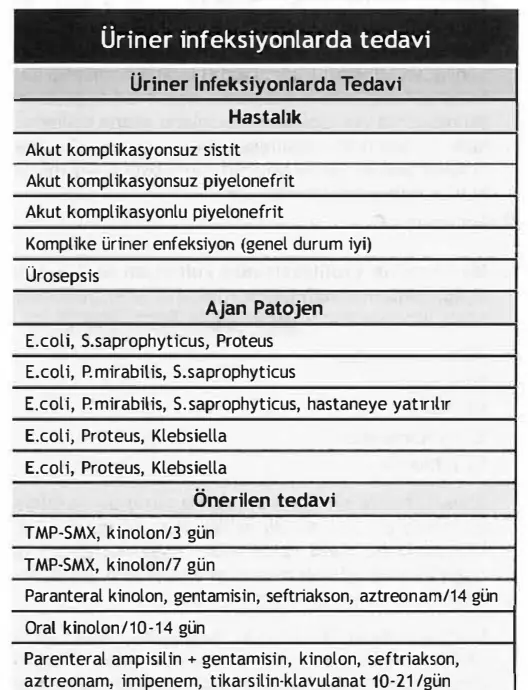 Üriner infeksiyonlarda tedavi
Üriner İnfeksiyonlarda Tedavi
Hastalık
Akut komplikasyonsuz sistit
Akut komplikasyonsuz piyelonefrit
Akut komplikasyonlu piyelonefrit
Komplike üriner enfeksiyon (genel durum iyi)
Ürosepsis
Ajan Patojen
E.coli, S.saprophyticus, Proteus
E.coli, P.mirabilis, S.saprophyticus
E.coli, P.mirabilis, S.saprophyticus, hastaneye yatırılır
E.coli, Proteus, Klebsiella
E.coli, Proteus, Klebsiella
Önerilen tedavi
TMP-SMX, kinolon/3 gün
TMP-SMX, kinolon/7 gün
Paranteral kinolon, gentamisin, seftriakson, aztreonam/14 gün
Oral kinolon/10-14 gün
Parenteral ampisilin + gentamisin, kinolon, seftriakson,
aztreonam, imipenem, tikarsilin-klavulanat 10-21/gün